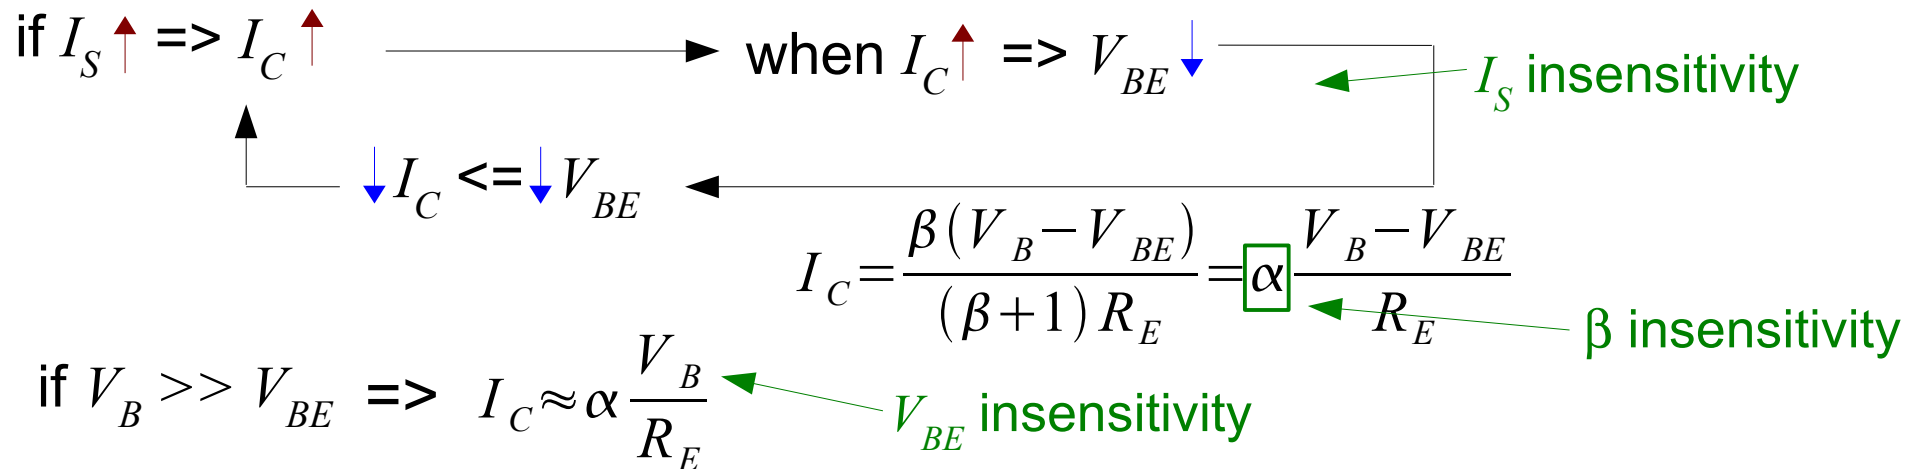 if I_S ↑ => I_C ↑ when I_C ↑ => V_BE ↓
I_S insensitivity
↓ I_C <= ↓ V_BE
I_C = β(V_B − V_BE) / (β+1) R_E = α (V_B − V_BE) / R_E
β insensitivity
if V_B >> V_BE => I_C ≈ α V_B / R_E
V_BE insensitivity